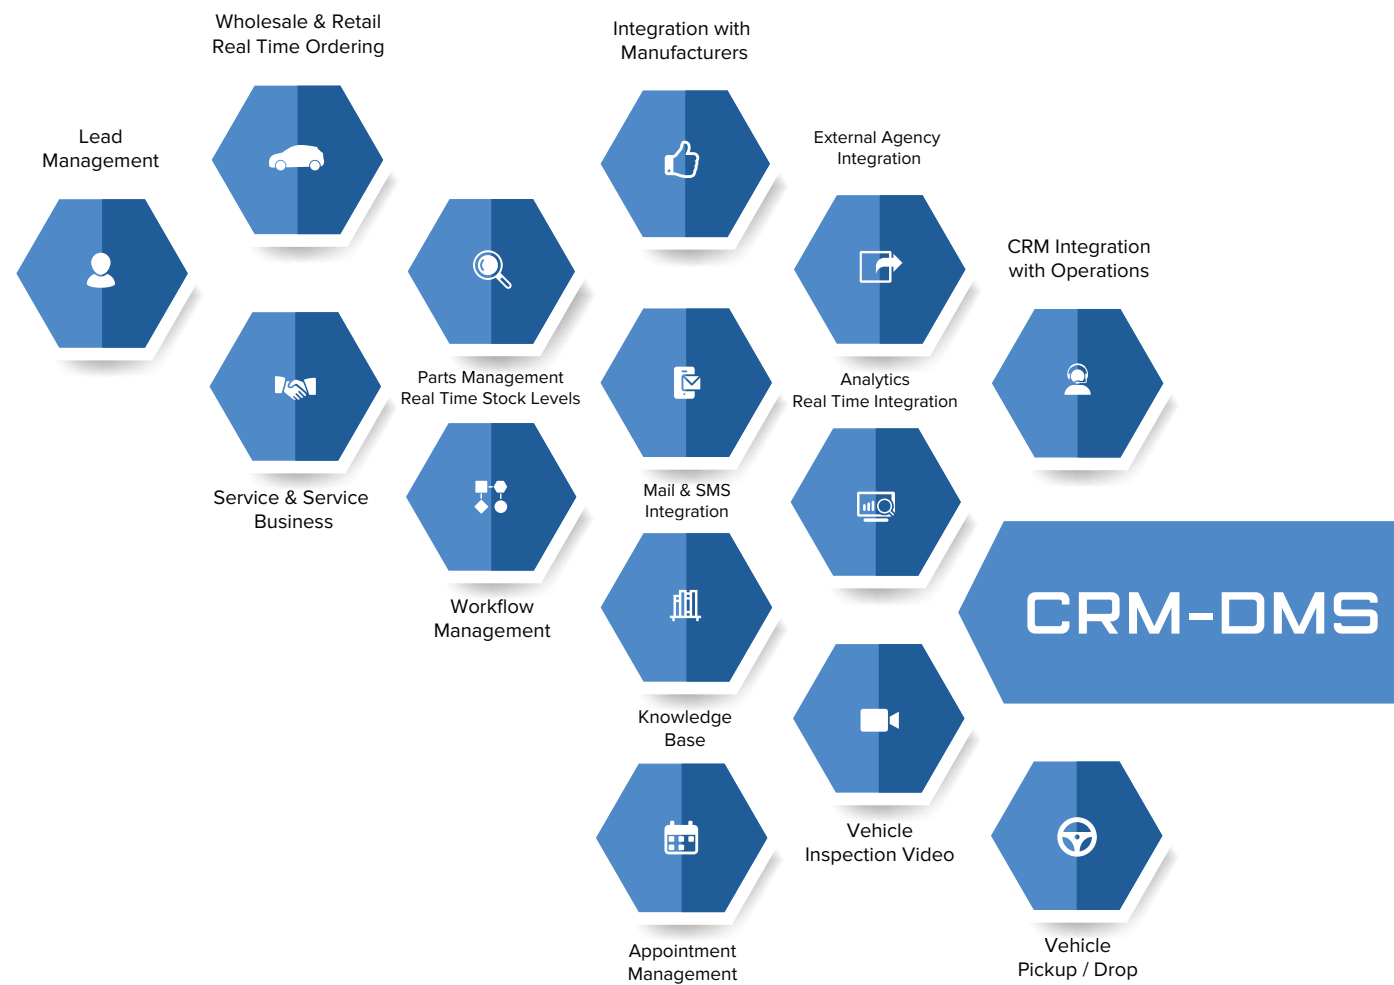 Wholesale & Retail
Real Time Ordering
Integration with
Manufacturers
Lead
Management
External Agency
Integration
CRM Integration
with Operations
Parts Management
Real Time Stock Levels
Analytics
Real Time Integration
Service & Service
Business
Mail & SMS
Integration
Workflow
Management
CRM-DMS
Knowledge
Base
Vehicle
Inspection Video
Appointment
Management
Vehicle
Pickup / Drop